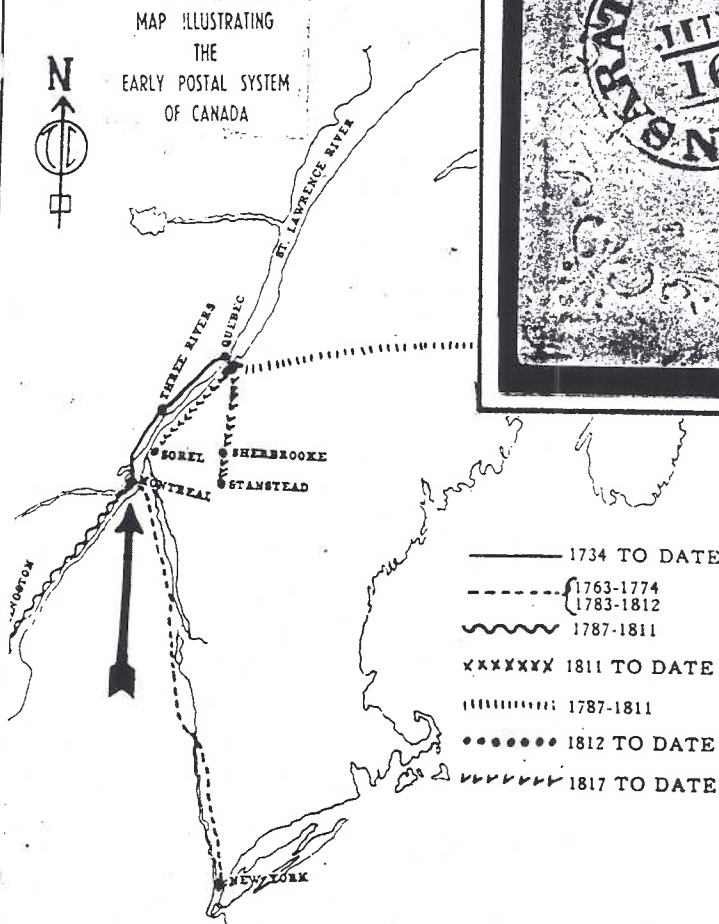 MAP ILLUSTRATING
THE
EARLY POSTAL SYSTEM
OF CANADA
N
ST. LAWRENCE RIVER
THREE RIVERS
QUEBEC
SOREL
SHERBROOKE
MONTREAL
STANSTEAD
NEW YORK
1734 TO DATE
1763-1774
1783-1812
1787-1811
1811 TO DATE
1787-1811
1812 TO DATE
1817 TO DATE